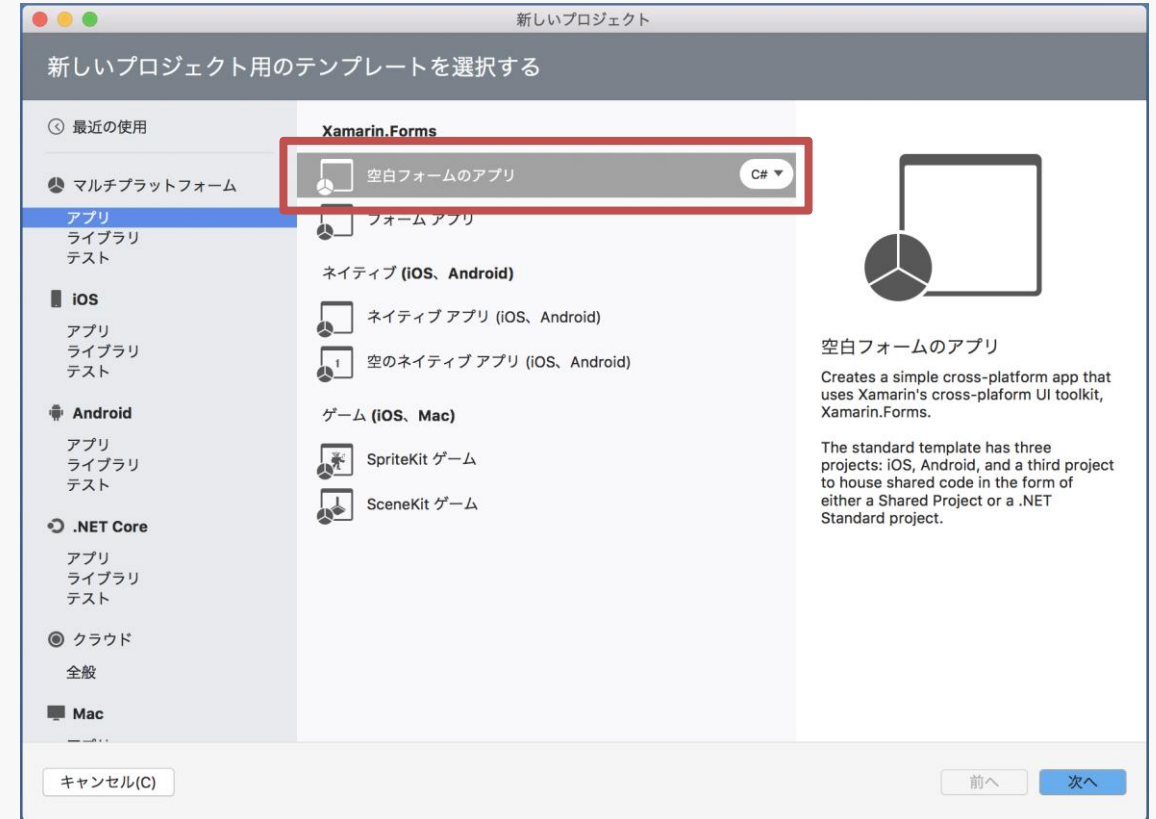 新しいプロジェクト
新しいプロジェクト用のテンプレートを選択する
最近の使用
マルチプラットフォーム
アプリ
ライブラリ
テスト
iOS
アプリ
ライブラリ
テスト
Android
アプリ
ライブラリ
テスト
.NET Core
アプリ
ライブラリ
テスト
クラウド
全般
Mac
Xamarin.Forms
空白フォームのアプリ
C#
フォーム アプリ
ネイティブ (iOS、Android)
ネイティブ アプリ (iOS、Android)
1
空のネイティブ アプリ (iOS、Android)
ゲーム (iOS、Mac)
SpriteKit ゲーム
SceneKit ゲーム
空白フォームのアプリ
Creates a simple cross-platform app that
uses Xamarin's cross-plaform UI toolkit,
Xamarin.Forms.
The standard template has three
projects: iOS, Android, and a third project
to house shared code in the form of
either a Shared Project or a .NET
Standard project.
キャンセル(C)
前へ
次へ